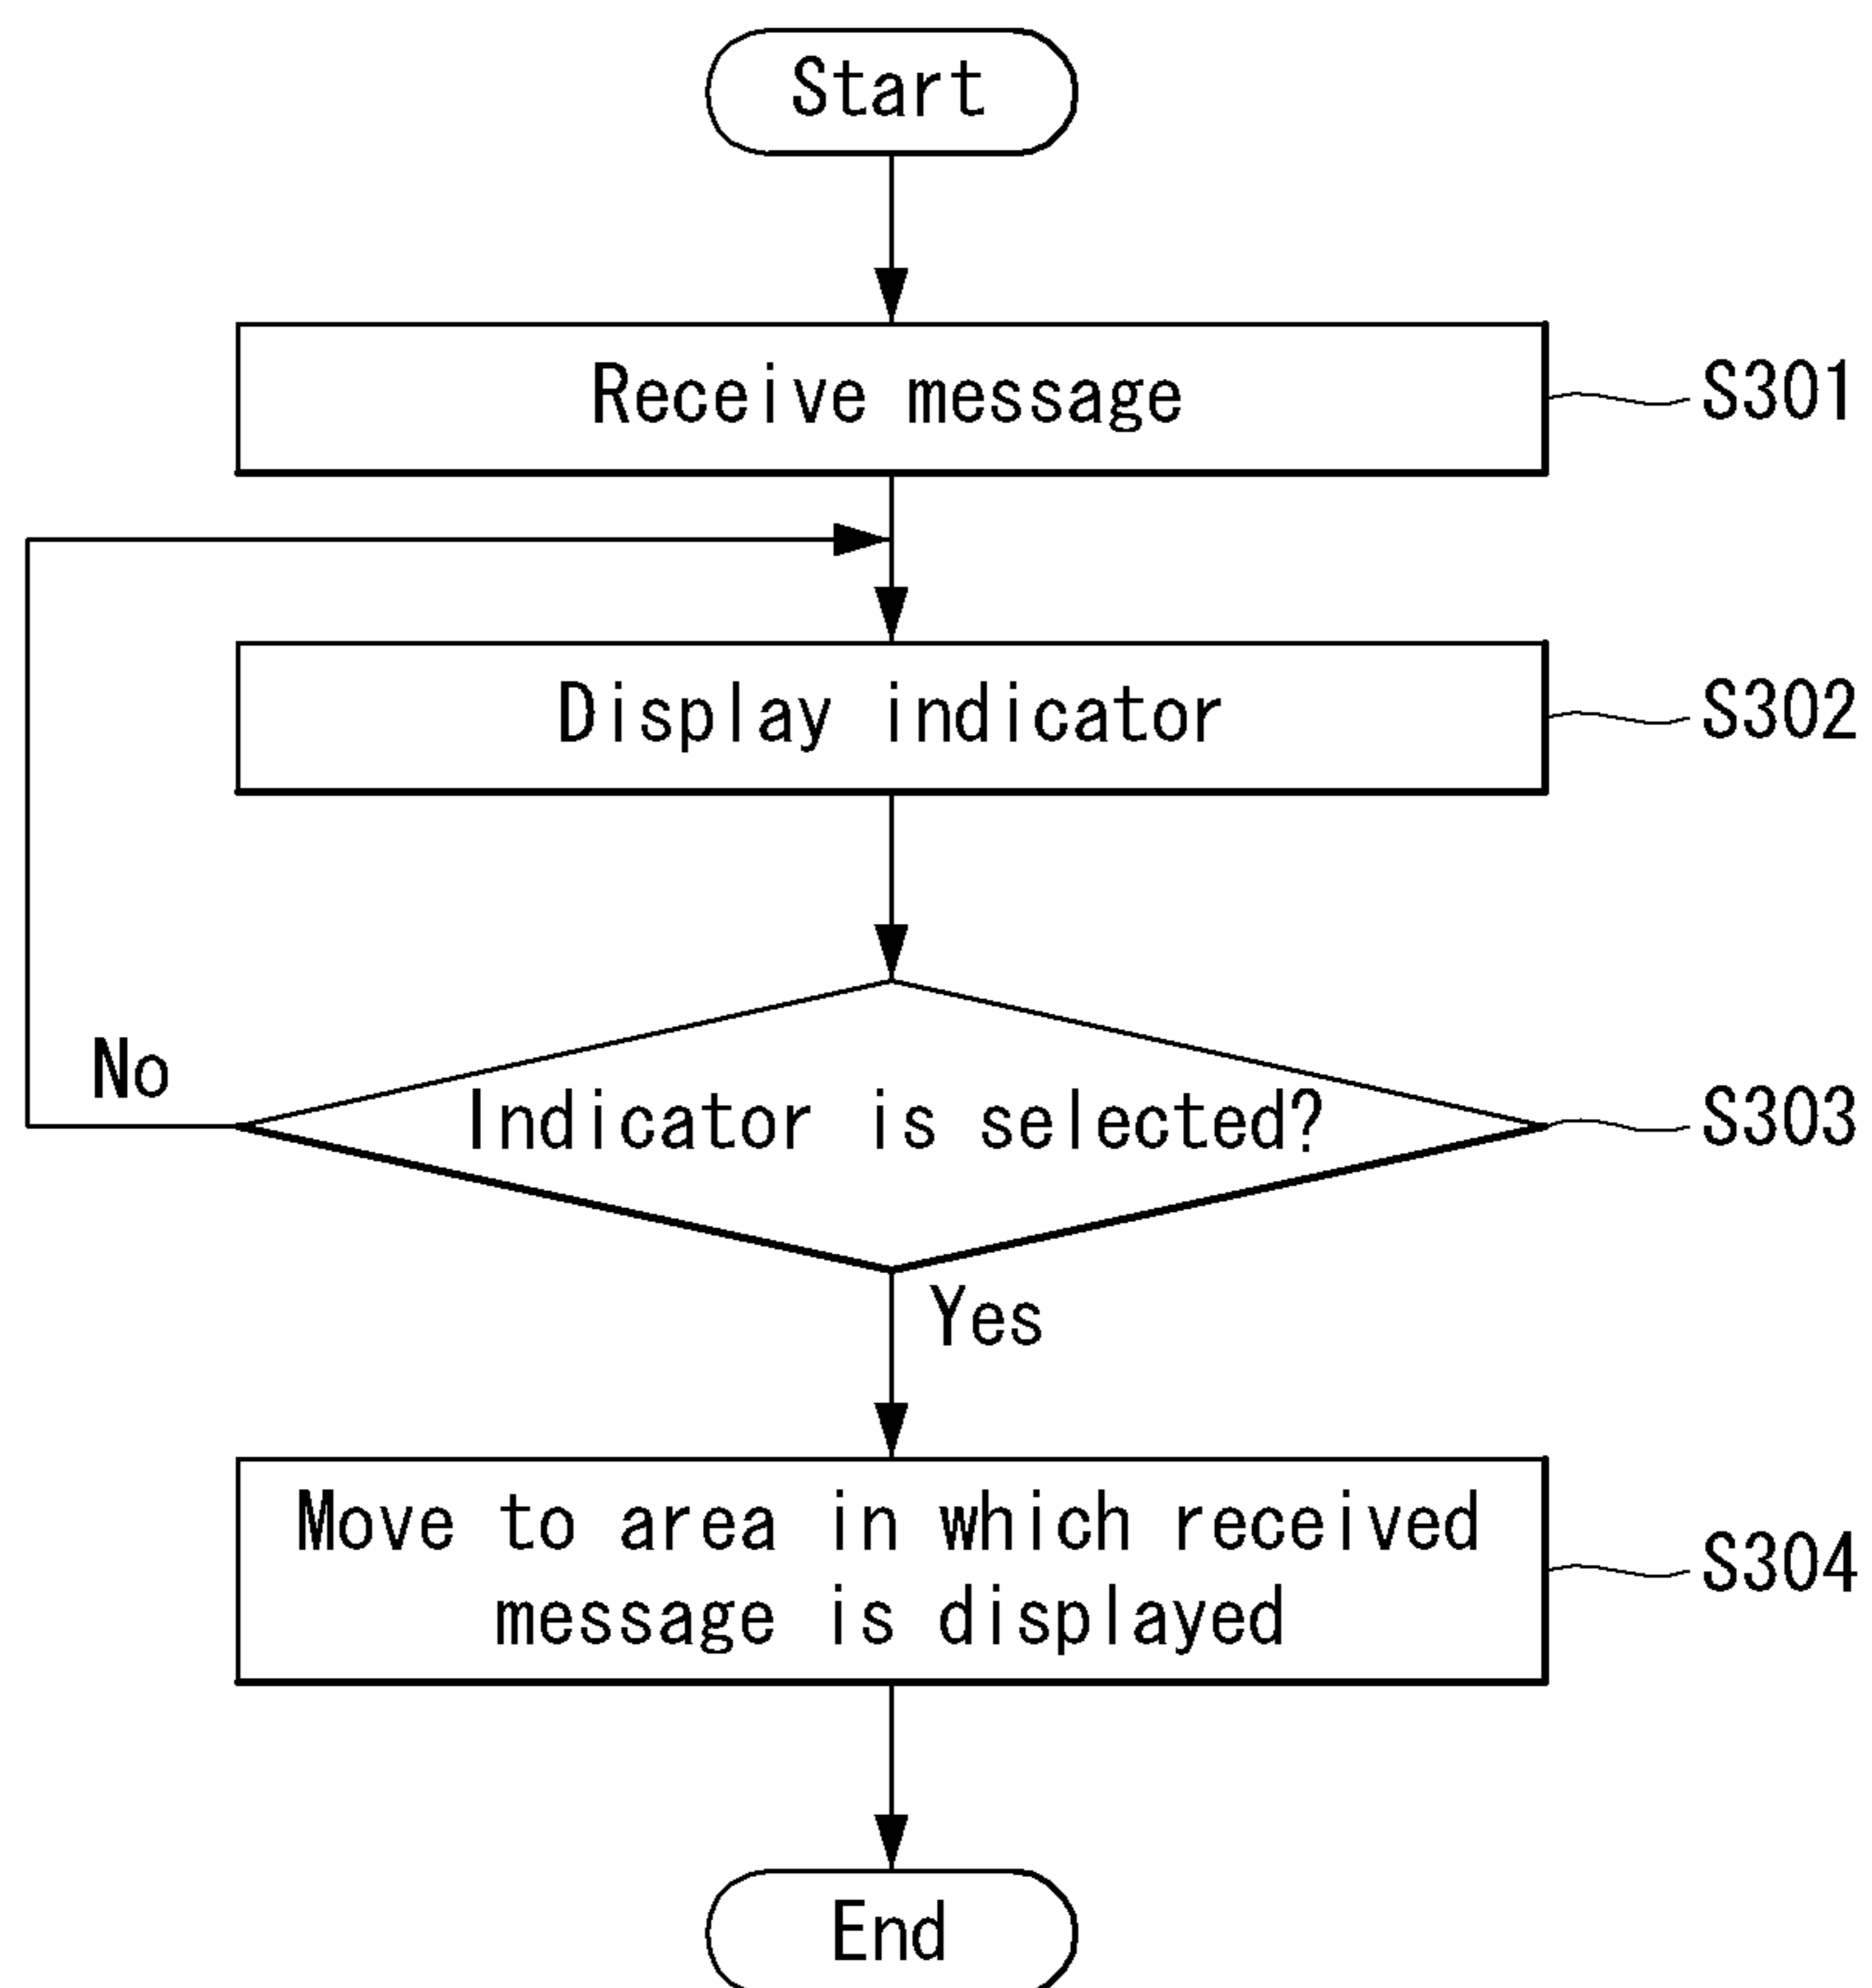 Start
Receive message
S301
Display indicator
S302
No
Indicator is selected?
S303
Yes
Move to area in which received
message is displayed
S304
End